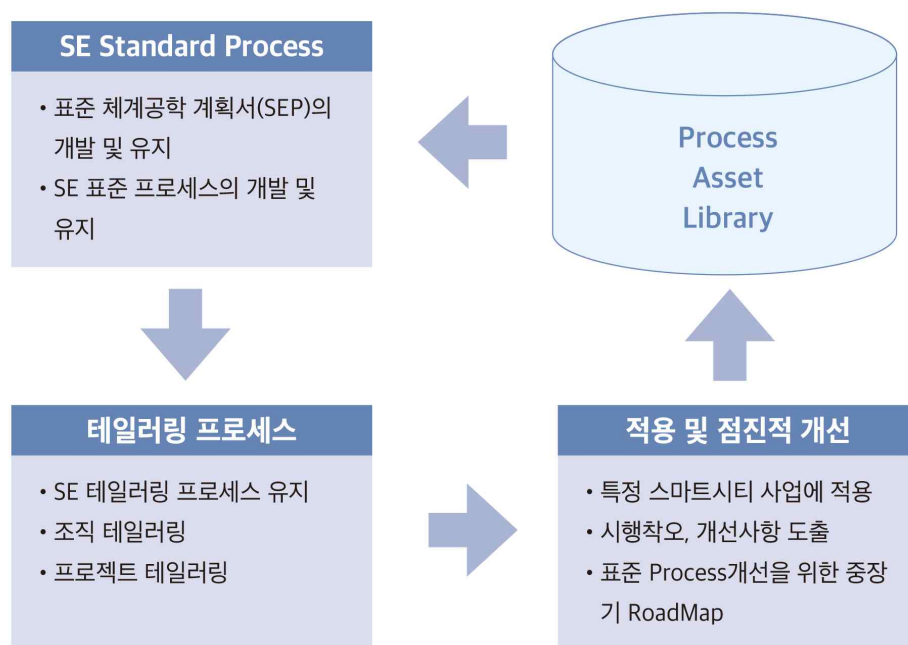 SE Standard Process
• 표준 체계공학 계획서(SEP)의
개발 및 유지
• SE 표준 프로세스의 개발 및
유지
Process
Asset
Library
테일러링 프로세스
• SE 테일러링 프로세스 유지
• 조직 테일러링
• 프로젝트 테일러링
적용 및 점진적 개선
• 특정 스마트시티 사업에 적용
• 시행착오, 개선사항 도출
• 표준 Process개선을 위한 중장
기 RoadMap